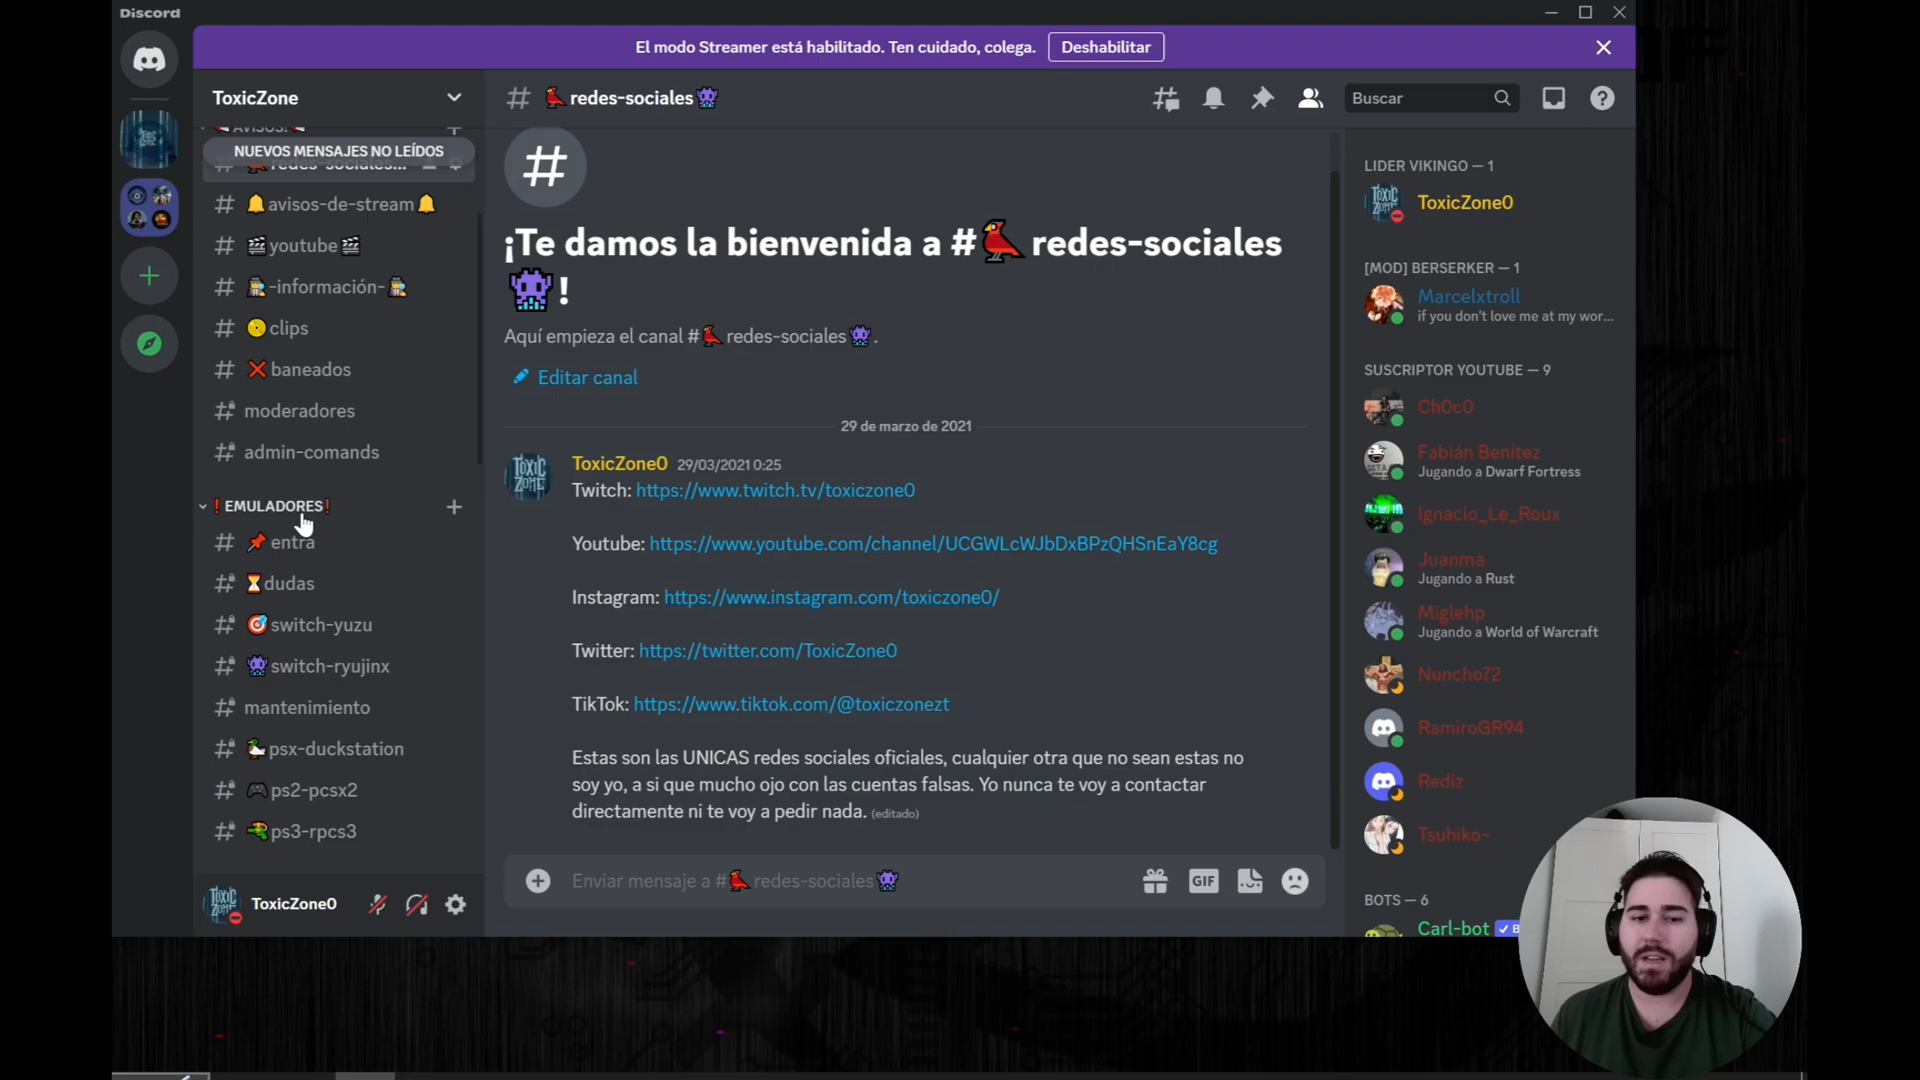 Discord
El modo Streamer está habilitado. Ten cuidado, colega.
Deshabilitar
ToxicZone
AVISOS!
NUEVOS MENSAJES NO LEÍDOS
redes-sociales...
avisos-de-stream
youtube
-información-
clips
baneados
moderadores
admin-comands
EMULADORES
entra
dudas
switch-yuzu
switch-ryujinx
mantenimiento
psx-duckstation
ps2-pcsx2
ps3-rpcs3
ToxicZone0
# redes-sociales
Buscar
¡Te damos la bienvenida a # redes-sociales
!
Aquí empieza el canal # redes-sociales .
Editar canal
29 de marzo de 2021
ToxicZone0 29/03/2021 0:25
Twitch: https://www.twitch.tv/toxiczone0
Youtube: https://www.youtube.com/channel/UCGWLcWJbDxBPzQHSnEaY8cg
Instagram: https://www.instagram.com/toxiczone0/
Twitter: https://twitter.com/ToxicZone0
TikTok: https://www.tiktok.com/@toxiczonezt
Estas son las UNICAS redes sociales oficiales, cualquier otra que no sean estas no
soy yo, a si que mucho ojo con las cuentas falsas. Yo nunca te voy a contactar
directamente ni te voy a pedir nada. (editado)
Enviar mensaje a # redes-sociales
GIF
LIDER VIKINGO — 1
ToxicZone0
[MOD] BERSERKER — 1
Marcelxtroll
if you don't love me at my wor...
SUSCRIPTOR YOUTUBE — 9
Ch0c0
Fabián Benítez
Jugando a Dwarf Fortress
Ignacio_Le_Roux
Juanma
Jugando a Rust
Miglehp
Jugando a World of Warcraft
Nuncho72
RamiroGR94
Rediz
Tsuhiko~
BOTS — 6
Carl-bot